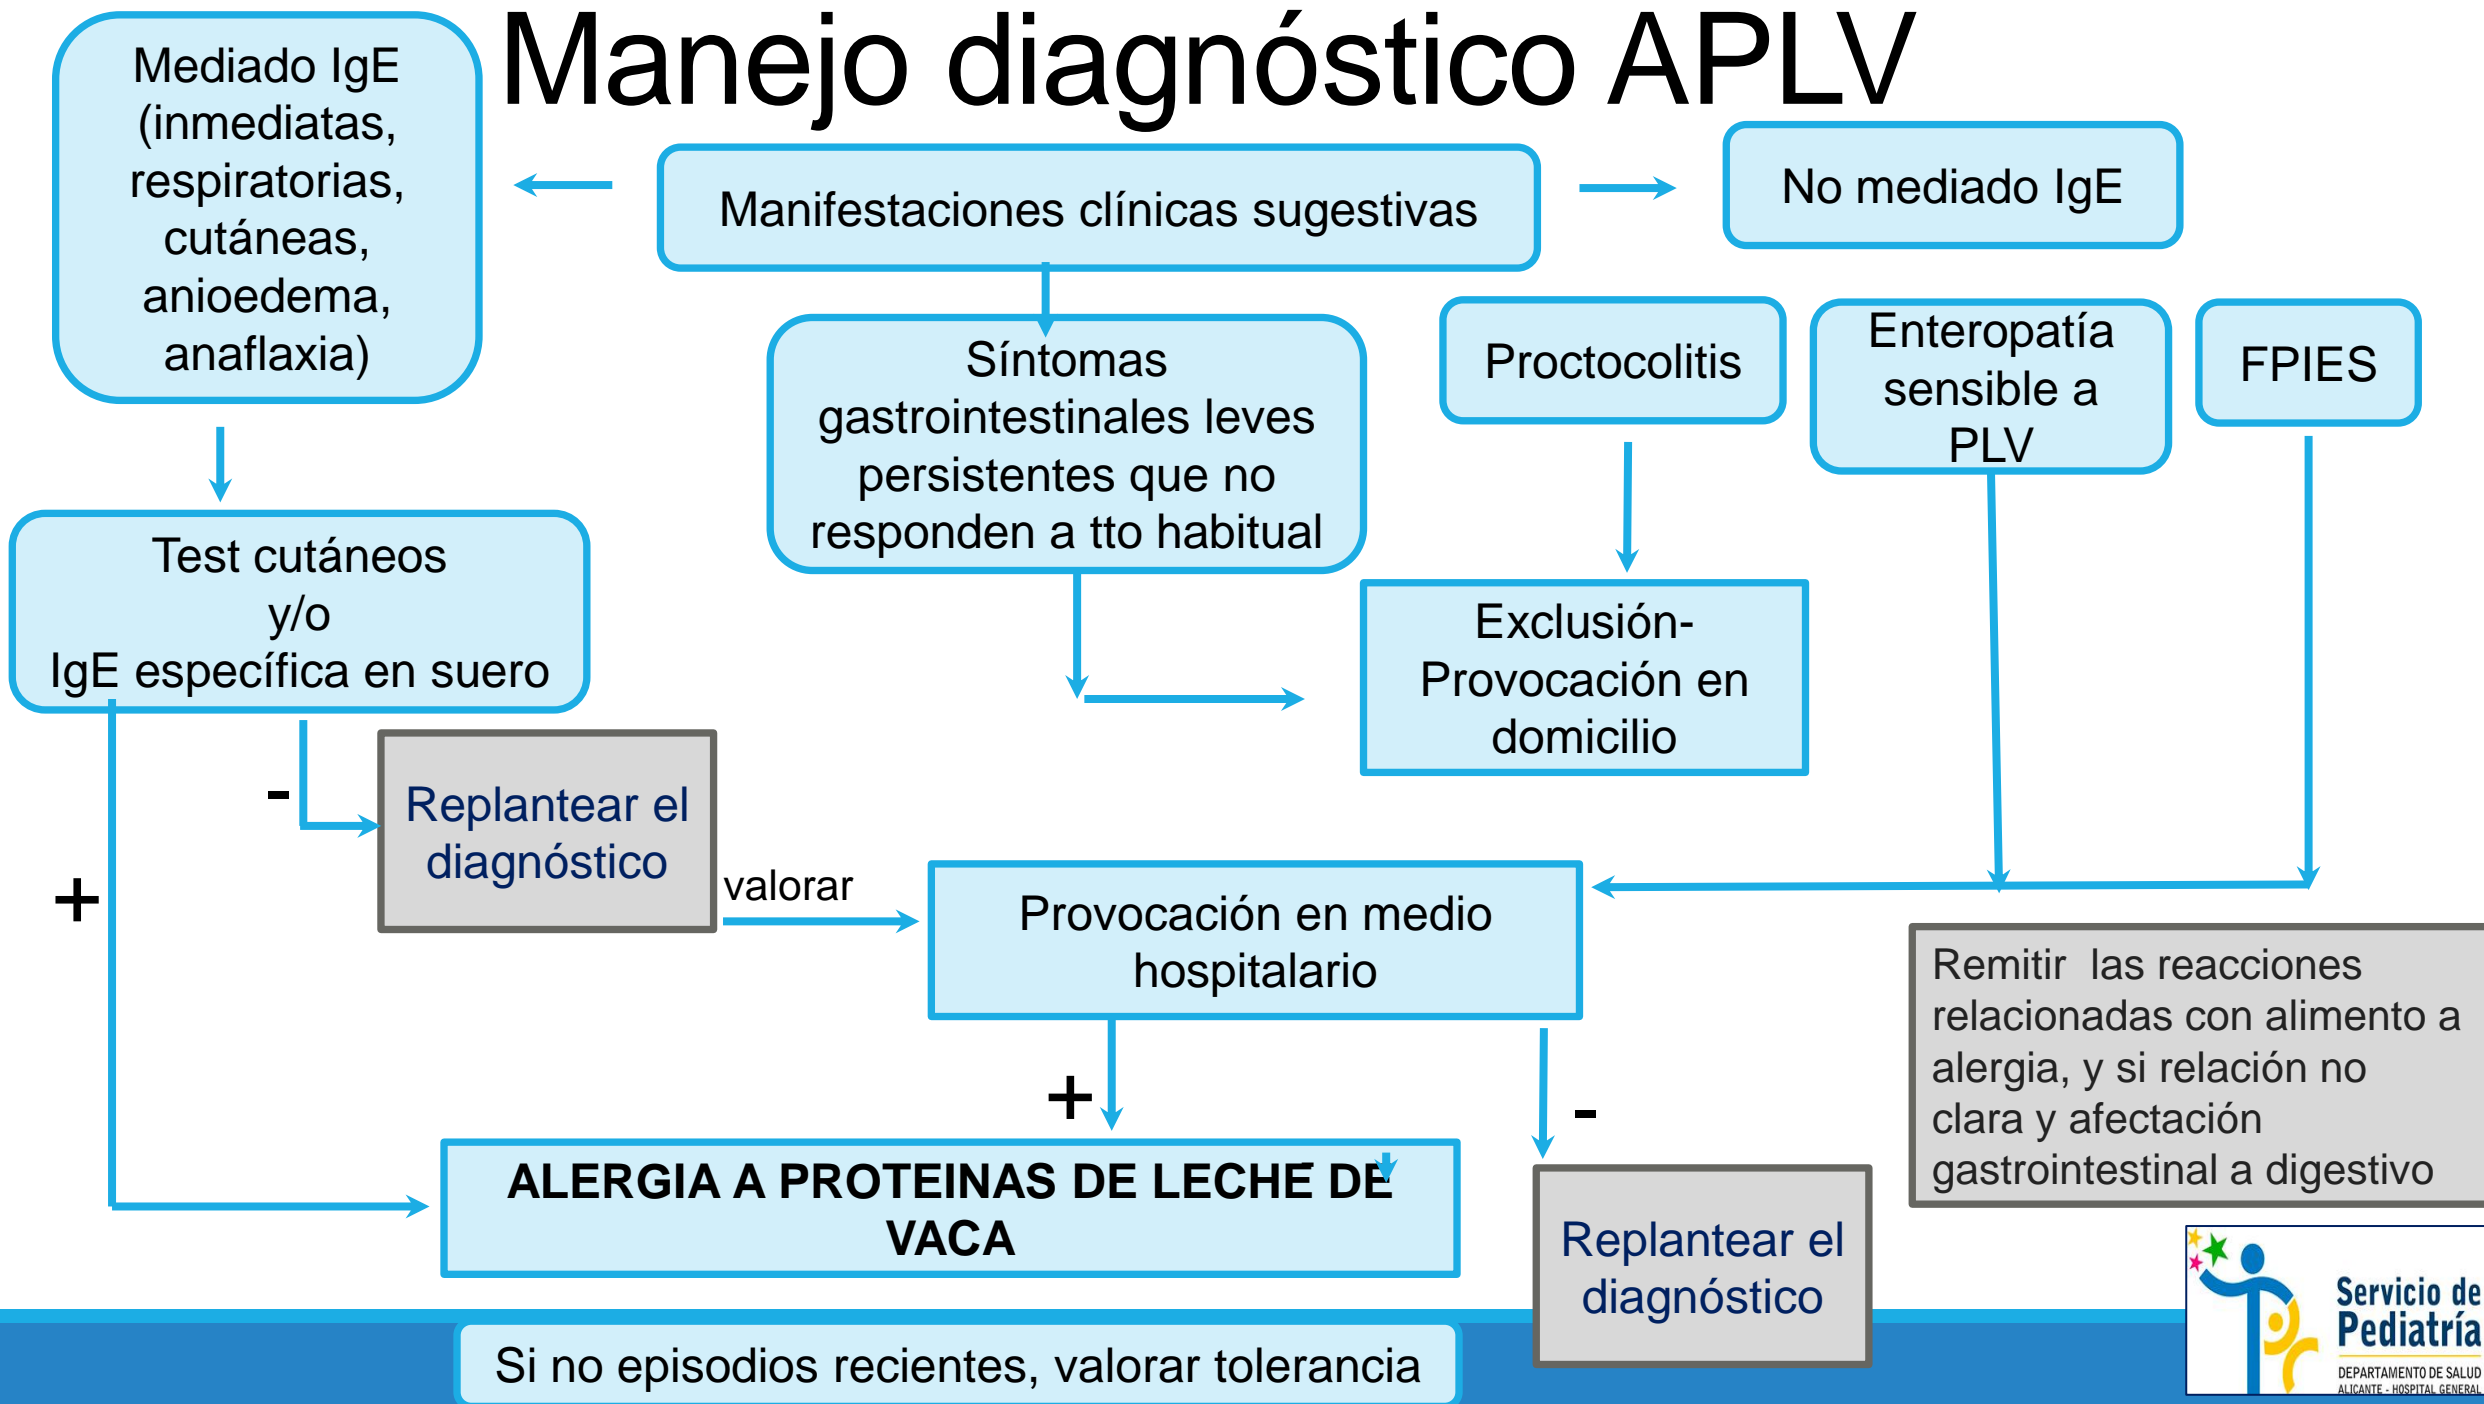 Manejo diagnóstico APLV
Mediado IgE
(inmediatas,
respiratorias,
cutáneas,
anioedema,
anaflaxia)
Manifestaciones clínicas sugestivas
No mediado IgE
Síntomas
gastrointestinales leves
persistentes que no
responden a tto habitual
Proctocolitis
Enteropatía
sensible a
PLV
FPIES
Test cutáneos
y/o
IgE específica en suero
Exclusión-
Provocación en
domicilio
-
Replantear el
diagnóstico
+
valorar
Provocación en medio
hospitalario
Remitir las reacciones
relacionadas con alimento a
alergia, y si relación no
clara y afectación
gastrointestinal a digestivo
+
-
-
ALERGIA A PROTEINAS DE LECHE DE
VACA
Replantear el
diagnóstico
Si no episodios recientes, valorar tolerancia
Servicio de
Pediatría
DEPARTAMENTO DE SALUD
ALICANTE - HOSPITAL GENERAL